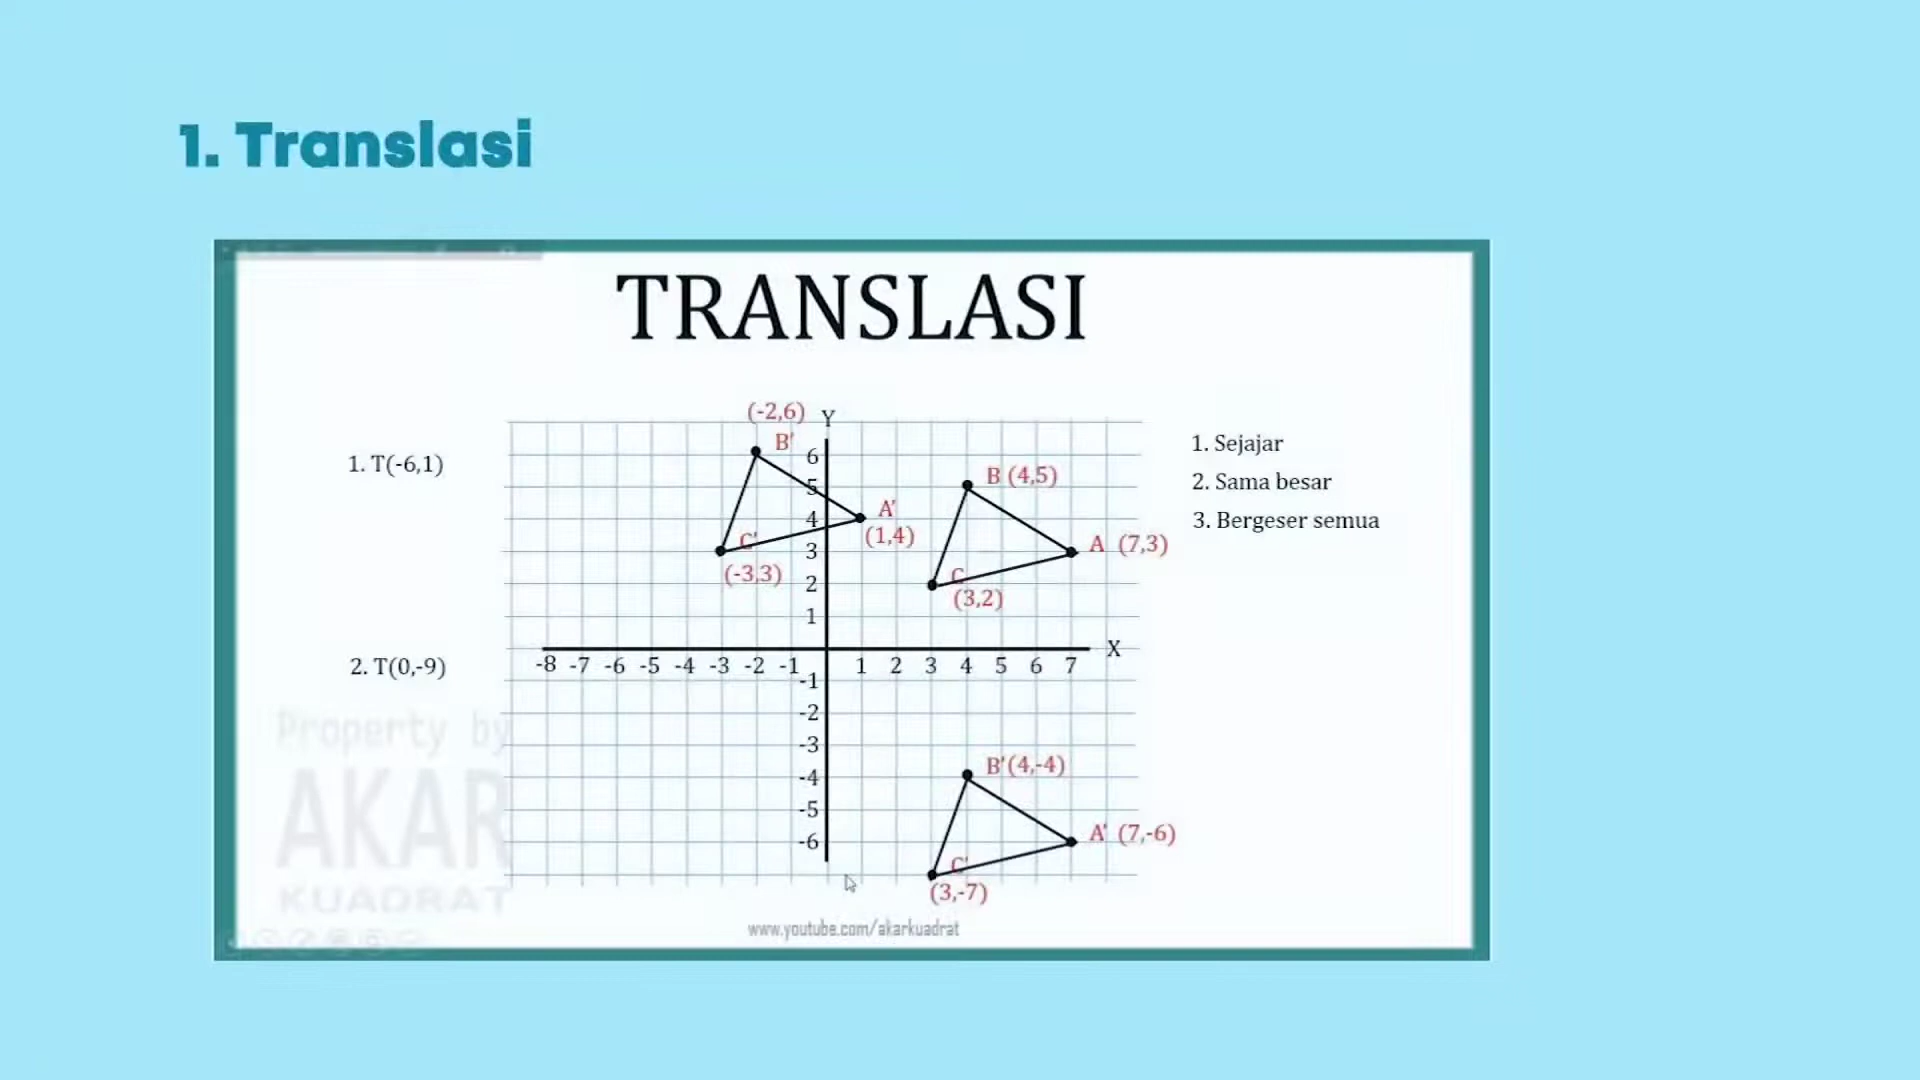 1. Translasi
TRANSLASI
1. T(-6,1)
2. T(0,-9)
(-2,6)
Y
B'
6
5
4
3
2
1
A'
(1,4)
C'
(-3,3)
B (4,5)
A (7,3)
C
(3,2)
X
-8 -7 -6 -5 -4 -3 -2 -1 1 2 3 4 5 6 7
-1
-2
-3
-4
-5
-6
B'(4,-4)
A' (7,-6)
C'
(3,-7)
1. Sejajar
2. Sama besar
3. Bergeser semua
Property by
AKAR
KUADRAT
www.youtube.com/akarkuadrat